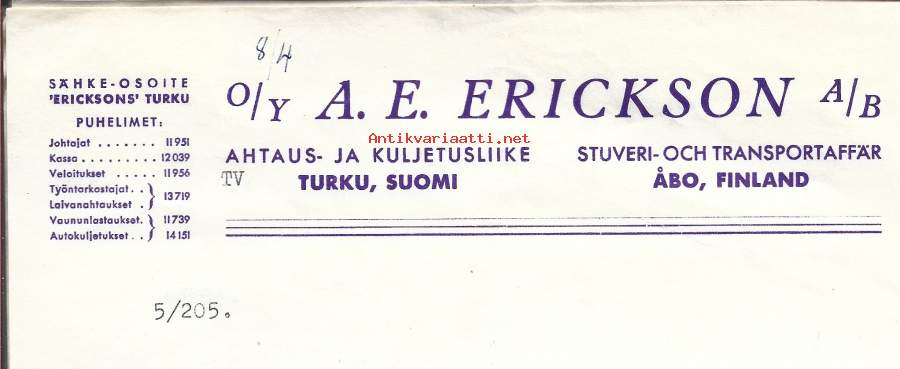 8/4
SÄHKE-OSOITE
'ERICKSONS' TURKU
PUHELIMET:
Johtajat ....... 11951
Kassa ......... 12039
Veloitukset ..... 11956
Työntarkastajat. . } 13719
Laivanahtaukset . }
Vaununlastaukset. } 11739
Autokuljetukset . . } 14151
O/Y A. E. ERICKSON A/B
Antikvariaatti.net
AHTAUS- JA KULJETUSLIIKE STUVERI- OCH TRANSPORTAFFÄR
TV TURKU, SUOMI ÅBO, FINLAND
5/205.